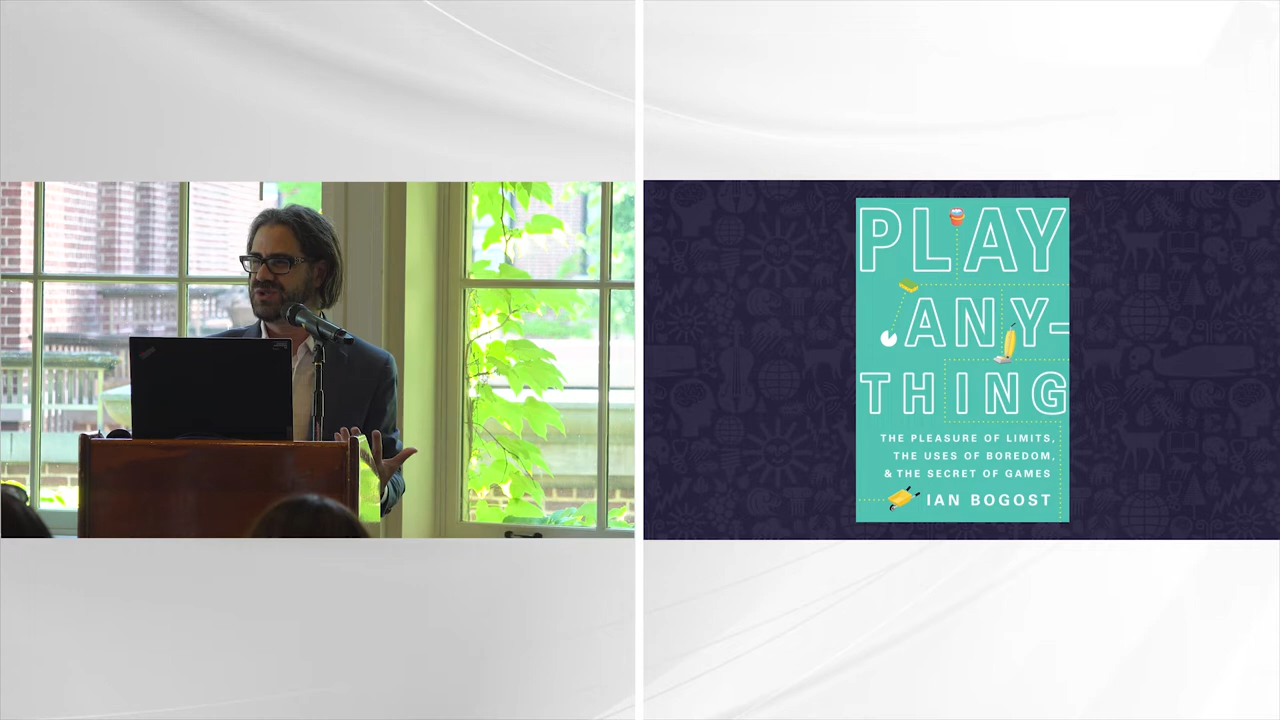 PLAY
ANY-
THING
THE PLEASURE OF LIMITS,
THE USES OF BOREDOM,
& THE SECRET OF GAMES
IAN BOGOST